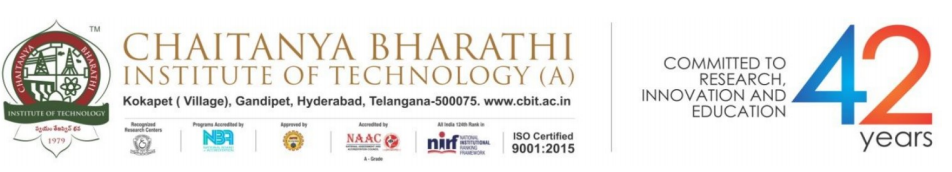 TM
CHAITANYA BHARATHI
INSTITUTE OF TECHNOLOGY
స్వయం తేజస్విన్ భవ
1979
CHAITANYA BHARATHI
INSTITUTE OF TECHNOLOGY (A)
Kokapet ( Village), Gandipet, Hyderabad, Telangana-500075. www.cbit.ac.in
Recognized
Research Centers
Programs Accredited by
NBA
Approved by
Accredited by
NAAC
A - Grade
All India 124th Rank in
nirf
NATIONAL
INSTITUTIONAL
RANKING
FRAMEWORK
ISO Certified
9001:2015
COMMITTED TO
RESEARCH,
INNOVATION AND
EDUCATION
42
years